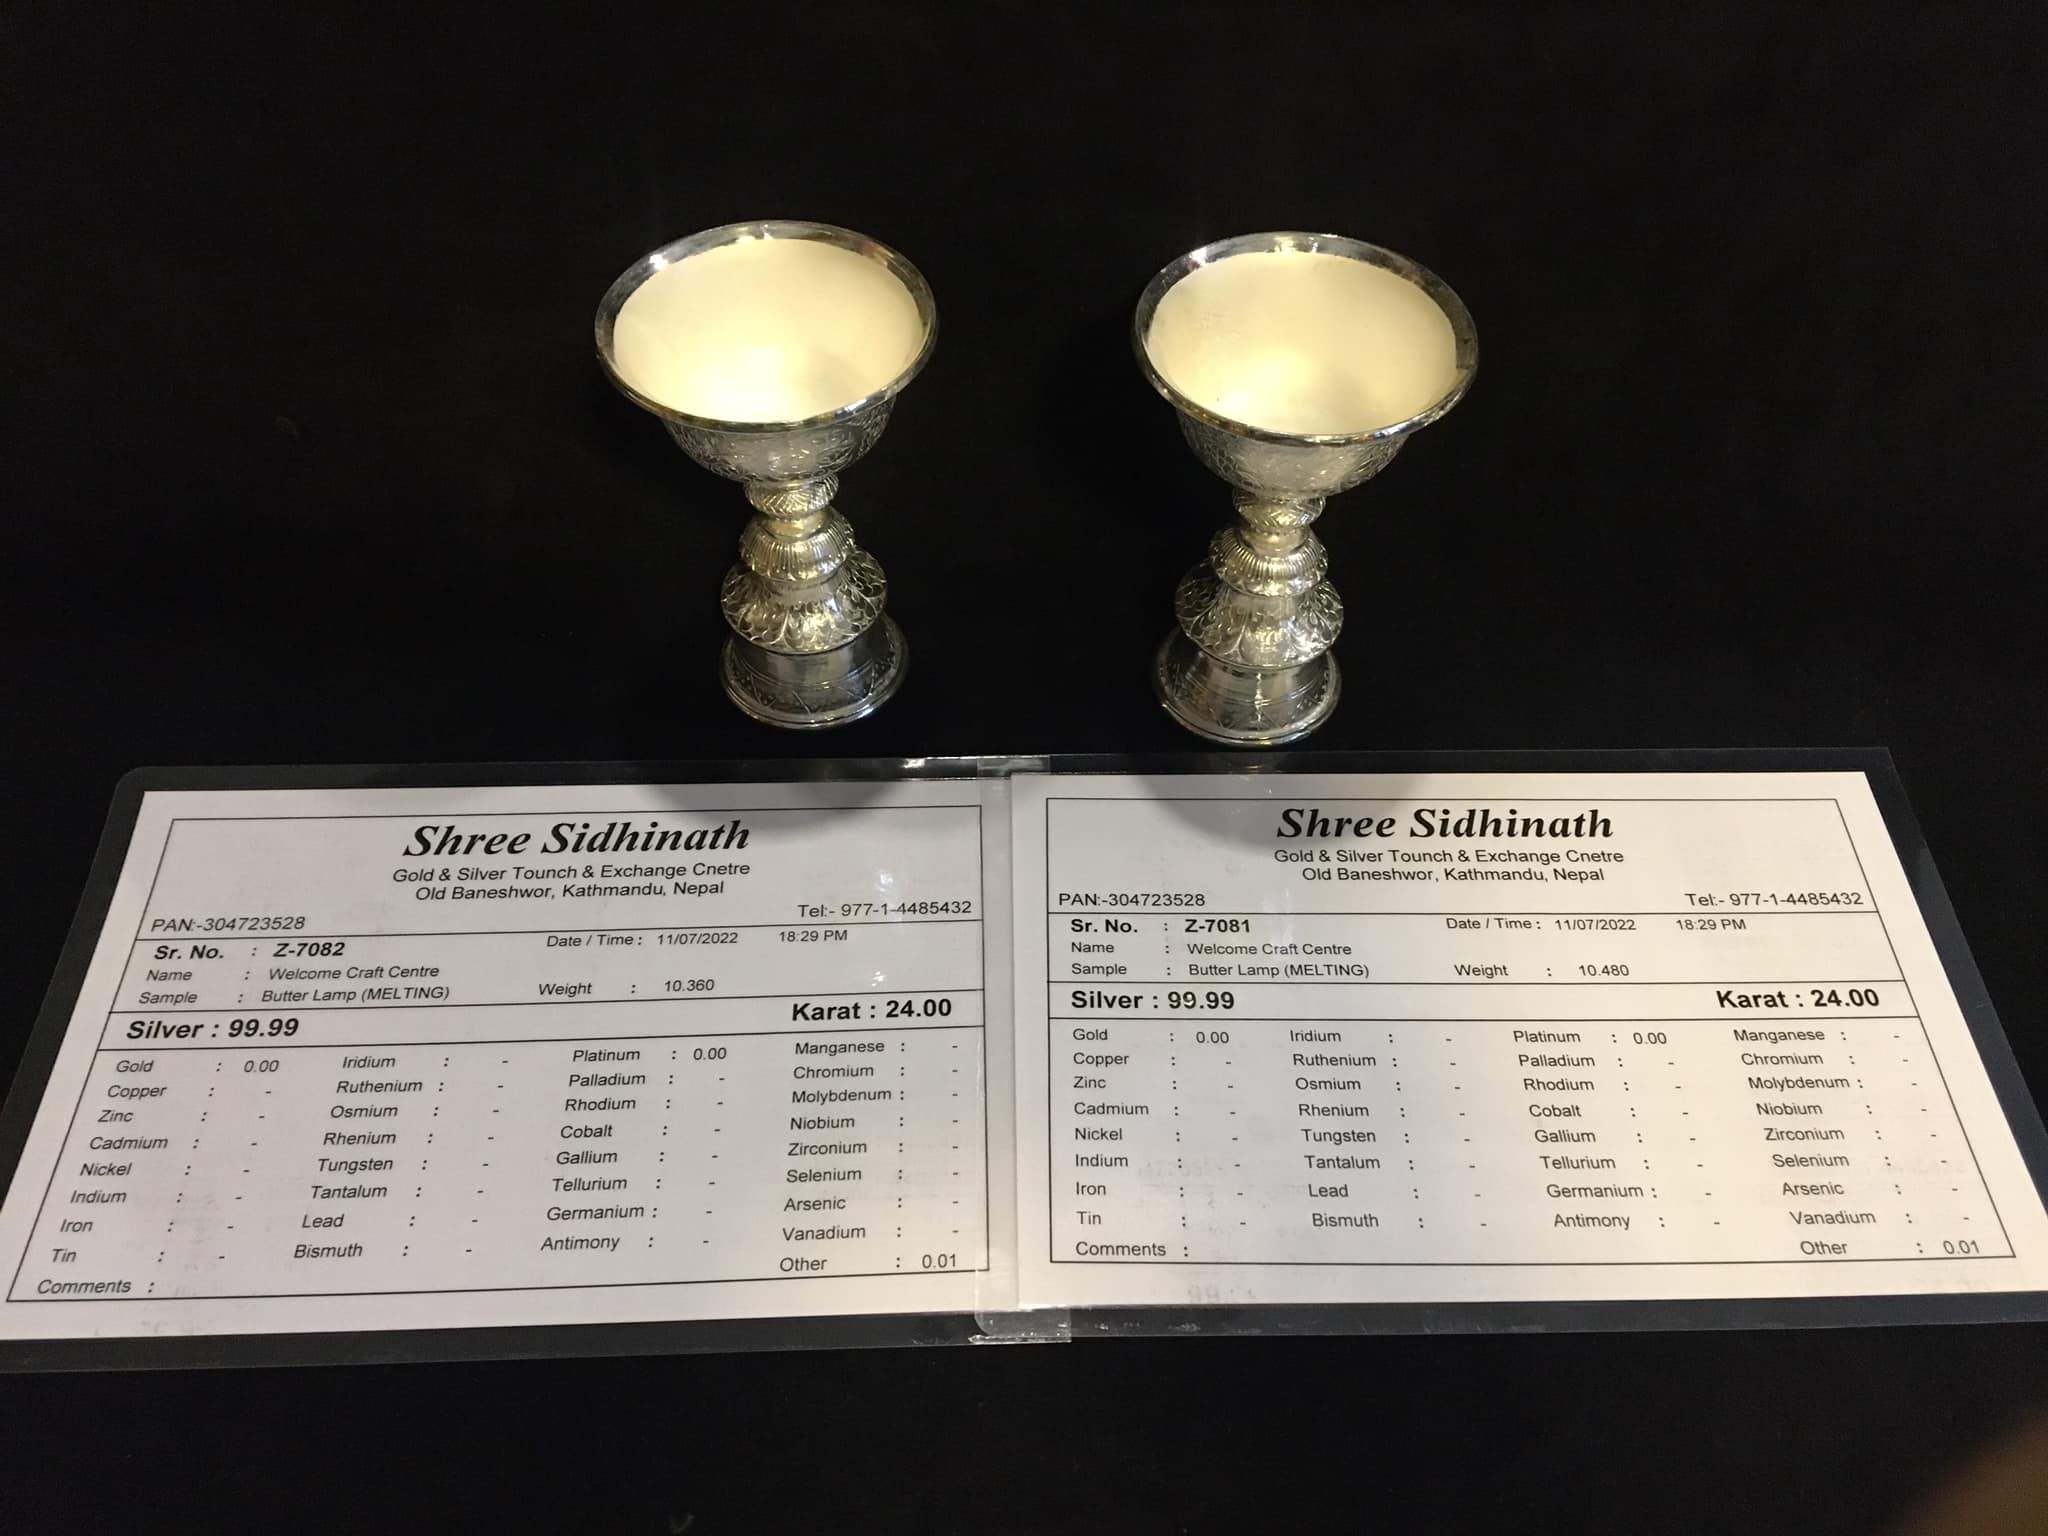 Shree Sidhinath
Gold & Silver Tounch & Exchange Cnetre
Old Baneshwor, Kathmandu, Nepal
PAN:-304723528 Tel:- 977-1-4485432
Sr. No. : Z-7082 Date / Time : 11/07/2022 18:29 PM
Name : Welcome Craft Centre
Sample : Butter Lamp (MELTING) Weight : 10.360
Silver : 99.99 Karat : 24.00
Gold : 0.00 Iridium : - Platinum : 0.00 Manganese : -
Copper : - Ruthenium : - Palladium : - Chromium : -
Zinc : - Osmium : - Rhodium : - Molybdenum : -
Cadmium : - Rhenium : - Cobalt : - Niobium : -
Nickel : - Tungsten : - Gallium : - Zirconium : -
Indium : - Tantalum : - Tellurium : - Selenium : -
Iron : - Lead : - Germanium : - Arsenic : -
Tin : - Bismuth : - Antimony : - Vanadium : -
Comments : Other : 0.01
Shree Sidhinath
Gold & Silver Tounch & Exchange Cnetre
Old Baneshwor, Kathmandu, Nepal
PAN:-304723528 Tel:- 977-1-4485432
Sr. No. : Z-7081 Date / Time : 11/07/2022 18:29 PM
Name : Welcome Craft Centre
Sample : Butter Lamp (MELTING) Weight : 10.480
Silver : 99.99 Karat : 24.00
Gold : 0.00 Iridium : - Platinum : 0.00 Manganese : -
Copper : - Ruthenium : - Palladium : - Chromium : -
Zinc : - Osmium : - Rhodium : - Molybdenum : -
Cadmium : - Rhenium : - Cobalt : - Niobium : -
Nickel : - Tungsten : - Gallium : - Zirconium : -
Indium : - Tantalum : - Tellurium : - Selenium : -
Iron : - Lead : - Germanium : - Arsenic : -
Tin : - Bismuth : - Antimony : - Vanadium : -
Comments : Other : 0.01